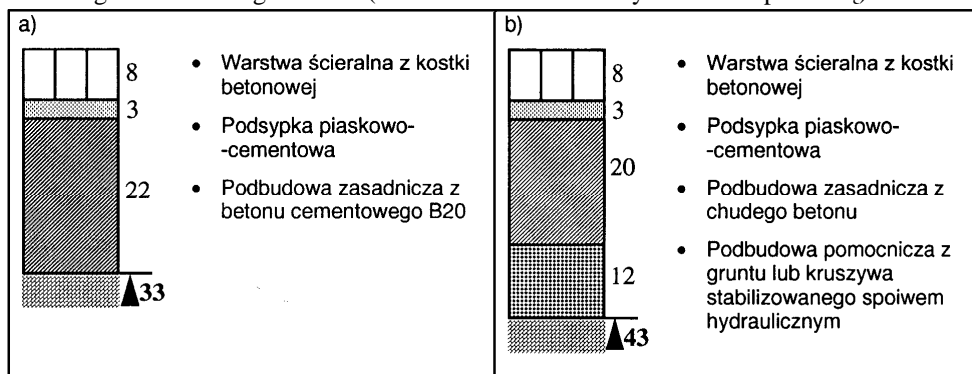 a)
8
3
22
33
• Warstwa ścieralna z kostki
betonowej
• Podsypka piaskowo-
-cementowa
• Podbudowa zasadnicza z
betonu cementowego B20
b)
8
3
20
12
43
• Warstwa ścieralna z kostki
betonowej
• Podsypka piaskowo-
-cementowa
• Podbudowa zasadnicza z
chudego betonu
• Podbudowa pomocnicza z
gruntu lub kruszywa
stabilizowanego spoiwem
hydraulicznym